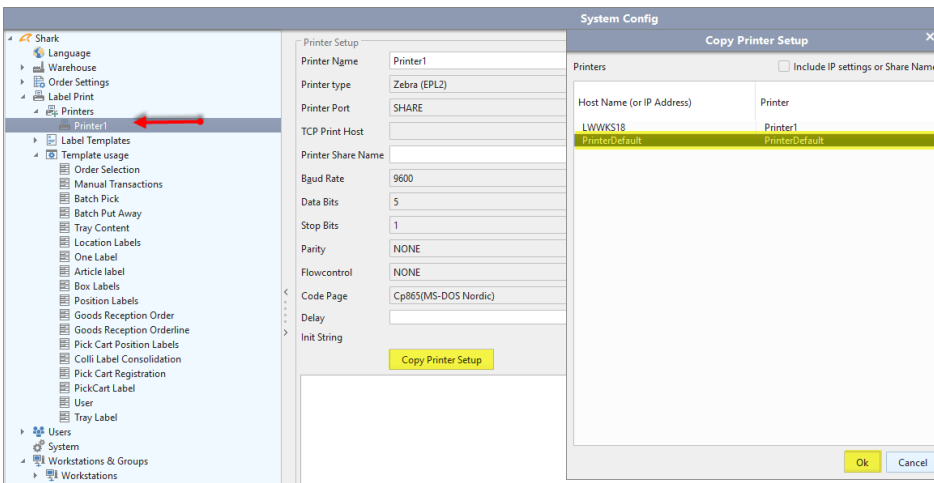 System Config
Shark
Language
Warehouse
Order Settings
Label Print
Printers
Printer1
Label Templates
Template usage
Order Selection
Manual Transactions
Batch Pick
Batch Put Away
Tray Content
Location Labels
One Label
Article label
Box Labels
Position Labels
Goods Reception Order
Goods Reception Orderline
Pick Cart Position Labels
Colli Label Consolidation
Pick Cart Registration
PickCart Label
User
Tray Label
Users
System
Workstations & Groups
Workstations
Printer Setup
Printer Name Printer1
Printer type Zebra (EPL2)
Printer Port SHARE
TCP Print Host
Printer Share Name
Baud Rate 9600
Data Bits 5
Stop Bits 1
Parity NONE
Flowcontrol NONE
Code Page Cp865(MS-DOS Nordic)
Delay
Init String
Copy Printer Setup
Copy Printer Setup
Printers Include IP settings or Share Name
Host Name (or IP Address) Printer
LWWKS18 Printer1
PrinterDefault PrinterDefault
Ok Cancel